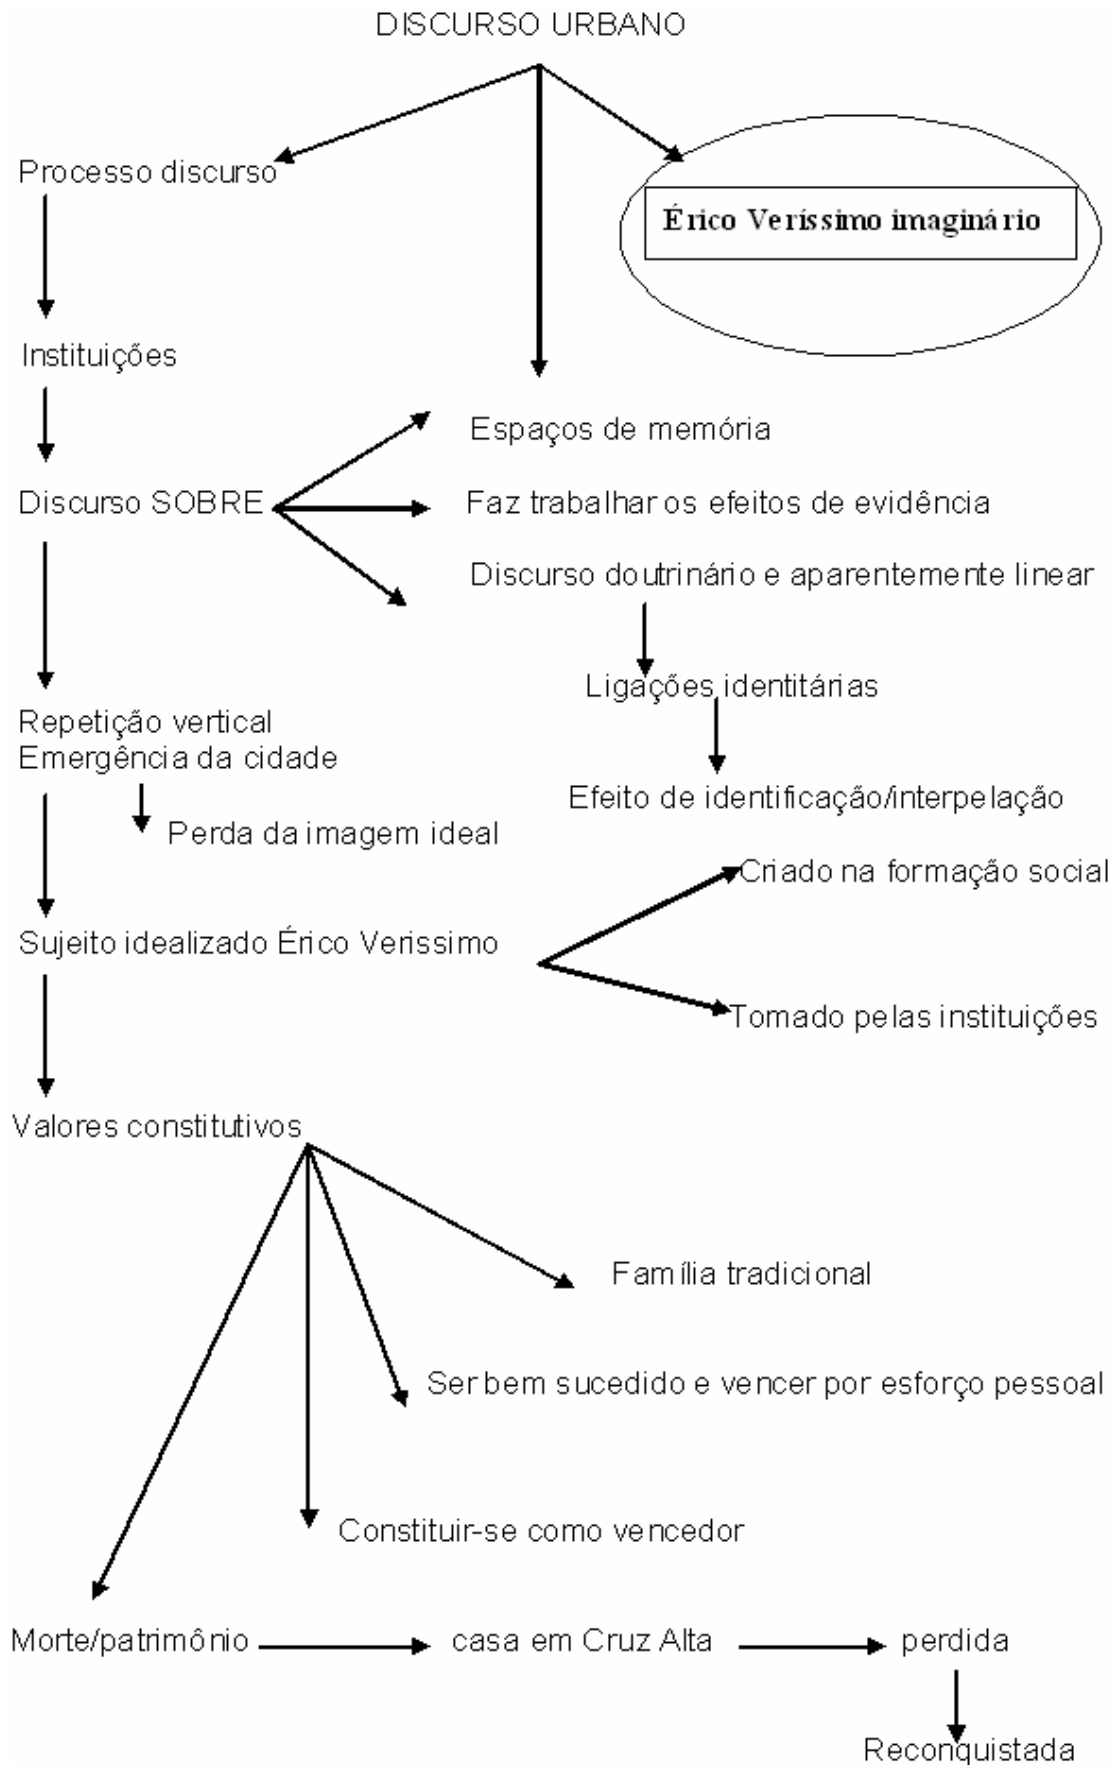 DISCURSO URBANO
Processo discurso
Érico Veríssimo imaginário
Instituições
Espaços de memória
Discurso SOBRE
Faz trabalhar os efeitos de evidência
Discurso doutrinário e aparentemente linear
Ligações identitárias
Repetição vertical
Emergência da cidade
Efeito de identificação/interpelação
Perda da imagem ideal
Criado na formação social
Sujeito idealizado Érico Verissimo
Tomado pelas instituições
Valores constitutivos
Família tradicional
Ser bem sucedido e vencer por esforço pessoal
Constituir-se como vencedor
Morte/patrimônio casa em Cruz Alta perdida
Reconquistada